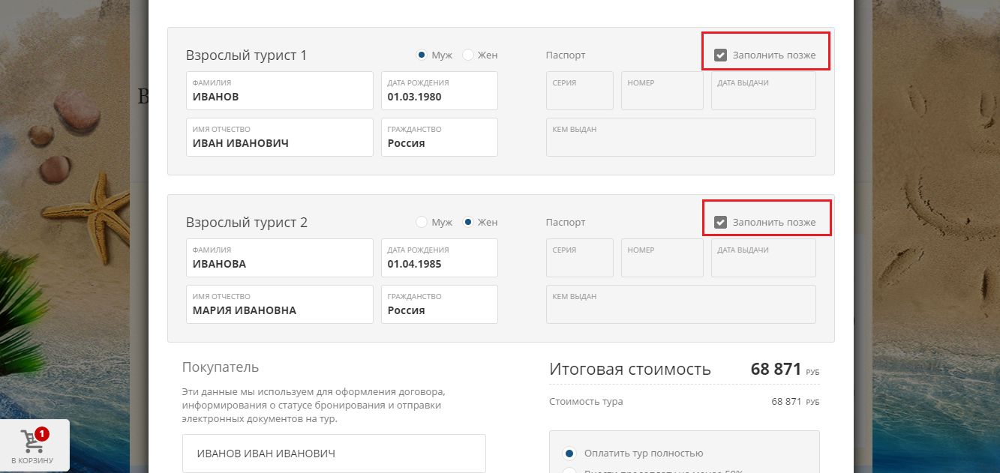 В
Взрослый турист 1
Муж
Жен
Паспорт
Заполнить позже
ФАМИЛИЯ
ИВАНОВ
ДАТА РОЖДЕНИЯ
01.03.1980
СЕРИЯ
НОМЕР
ДАТА ВЫДАЧИ
ИМЯ ОТЧЕСТВО
ИВАН ИВАНОВИЧ
ГРАЖДАНСТВО
Россия
КЕМ ВЫДАН
Взрослый турист 2
Муж
Жен
Паспорт
Заполнить позже
ФАМИЛИЯ
ИВАНОВА
ДАТА РОЖДЕНИЯ
01.04.1985
СЕРИЯ
НОМЕР
ДАТА ВЫДАЧИ
ИМЯ ОТЧЕСТВО
МАРИЯ ИВАНОВНА
ГРАЖДАНСТВО
Россия
КЕМ ВЫДАН
Покупатель
Эти данные мы используем для оформления договора,
информирования о статусе бронирования и отправки
электронных документов на тур.
ИВАНОВ ИВАН ИВАНОВИЧ
Итоговая стоимость 68 871 РУБ
Стоимость тура 68 871 РУБ
Оплатить тур полностью
1
В КОРЗИНУ